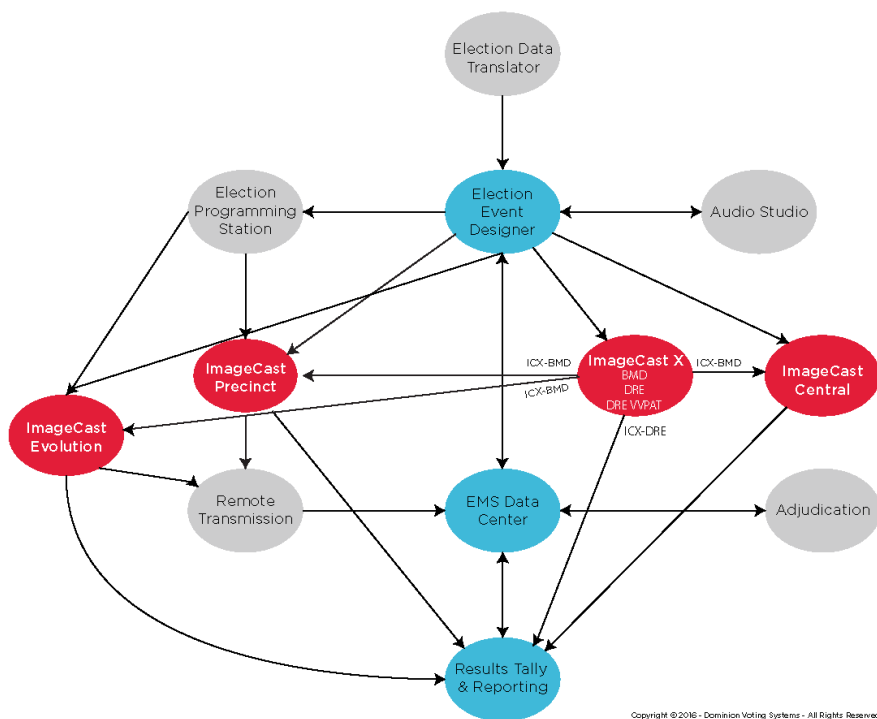 Election Data
Translator
Election
Programming
Station
Election
Event
Designer
Audio Studio
ImageCast
Precinct
ICX-BMD
ICX-BMD
ImageCast X
BMD
DRE
DRE VVPAT
ICX-BMD
ImageCast
Central
ImageCast
Evolution
ICX-DRE
Remote
Transmission
EMS Data
Center
Adjudication
Results Tally
& Reporting
Copyright © 2016 - Dominion Voting Systems - All Rights Reserved